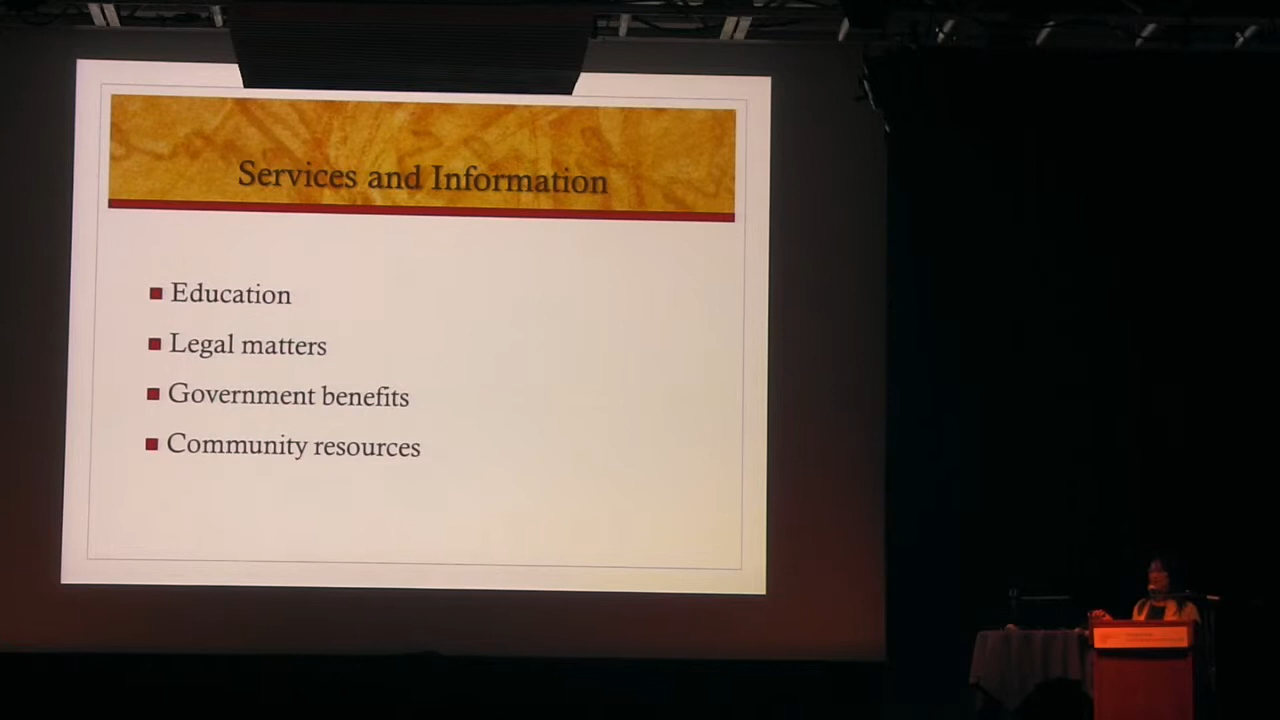 Services and Information
Education
Legal matters
Government benefits
Community resources